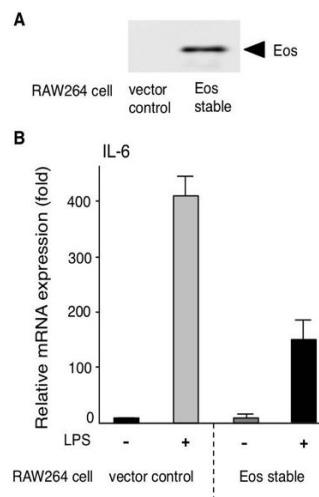 A
Eos
RAW264 cell vector control Eos stable
B
IL-6
Relative mRNA expression (fold)
400
300
200
100
0
LPS - + - +
RAW264 cell vector control Eos stable